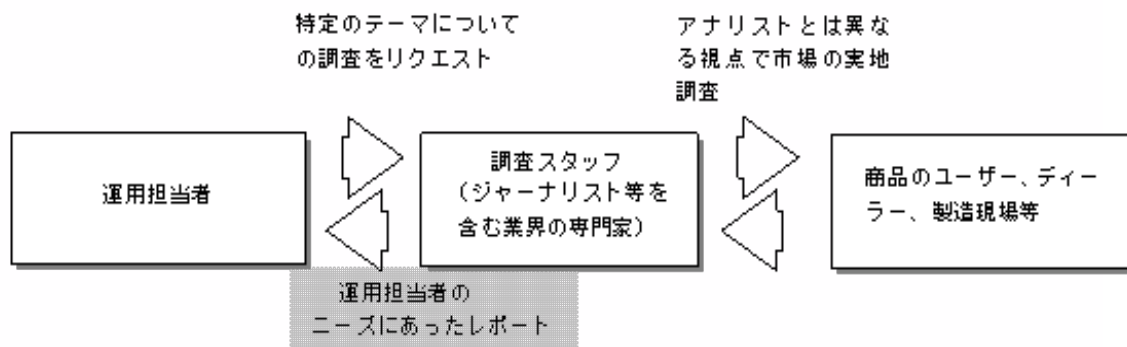 特定のテーマについて
の調査をリクエスト
アナリストとは異な
る視点で市場の実地
調査
運用担当者
調査スタッフ
（ジャーナリスト等を
含む業界の専門家）
商品のユーザー、ディー
ラー、製造現場等
運用担当者の
ニーズにあったレポート